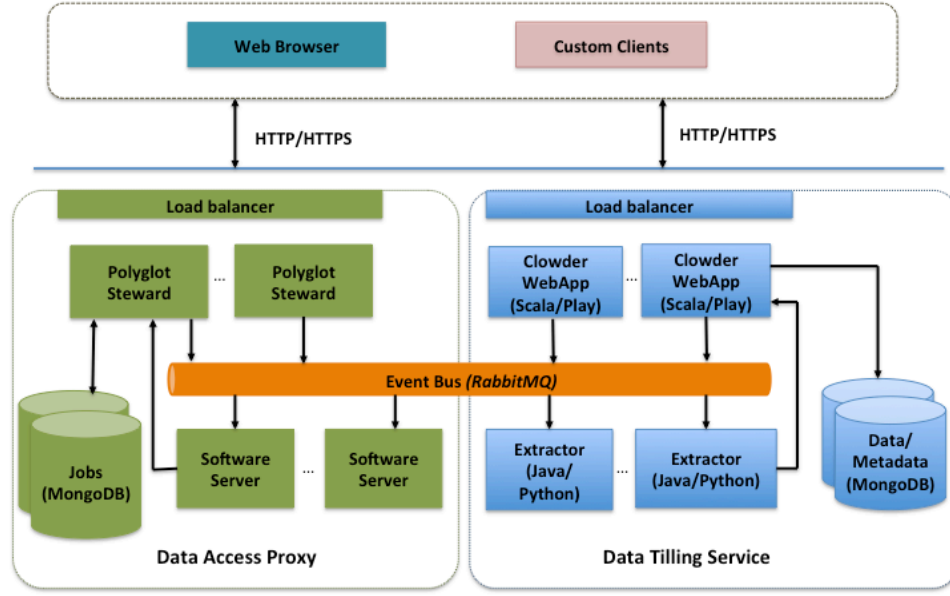 Web Browser
Custom Clients
HTTP/HTTPS
HTTP/HTTPS
Load balancer
Load balancer
Polyglot
Steward
...
Polyglot
Steward
Clowder
WebApp
(Scala/Play)
...
Clowder
WebApp
(Scala/Play)
Event Bus (RabbitMQ)
Jobs
(MongoDB)
Software
Server
...
Software
Server
Extractor
(Java/
Python)
...
Extractor
(Java/Python)
Data/
Metadata
(MongoDB)
Data Access Proxy
Data Tilling Service